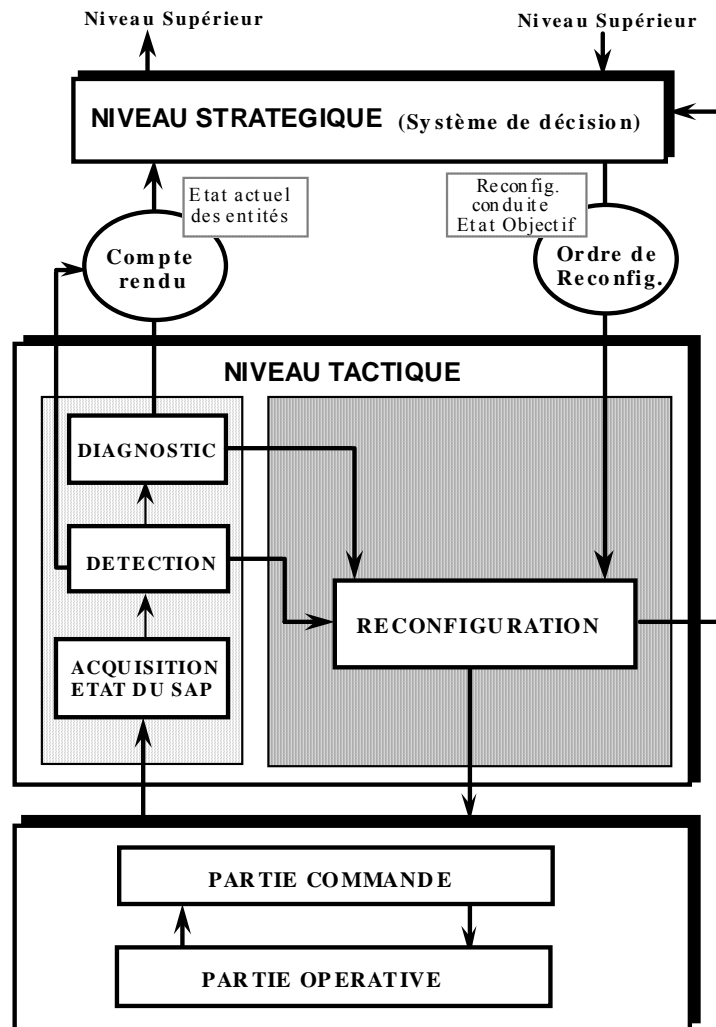 Niveau Supérieur
Niveau Supérieur
NIVEAU STRATEGIQUE (Système de décision)
Etat actuel
des entités
Reconfig.
conduite
Etat Objectif
Compte
rendu
Ordre de
Reconfig.
NIVEAU TACTIQUE
DIAGNOSTIC
DETECTION
RECONFIGURATION
ACQUISITION
ETAT DU SAP
PARTIE COMMANDE
PARTIE OPERATIVE